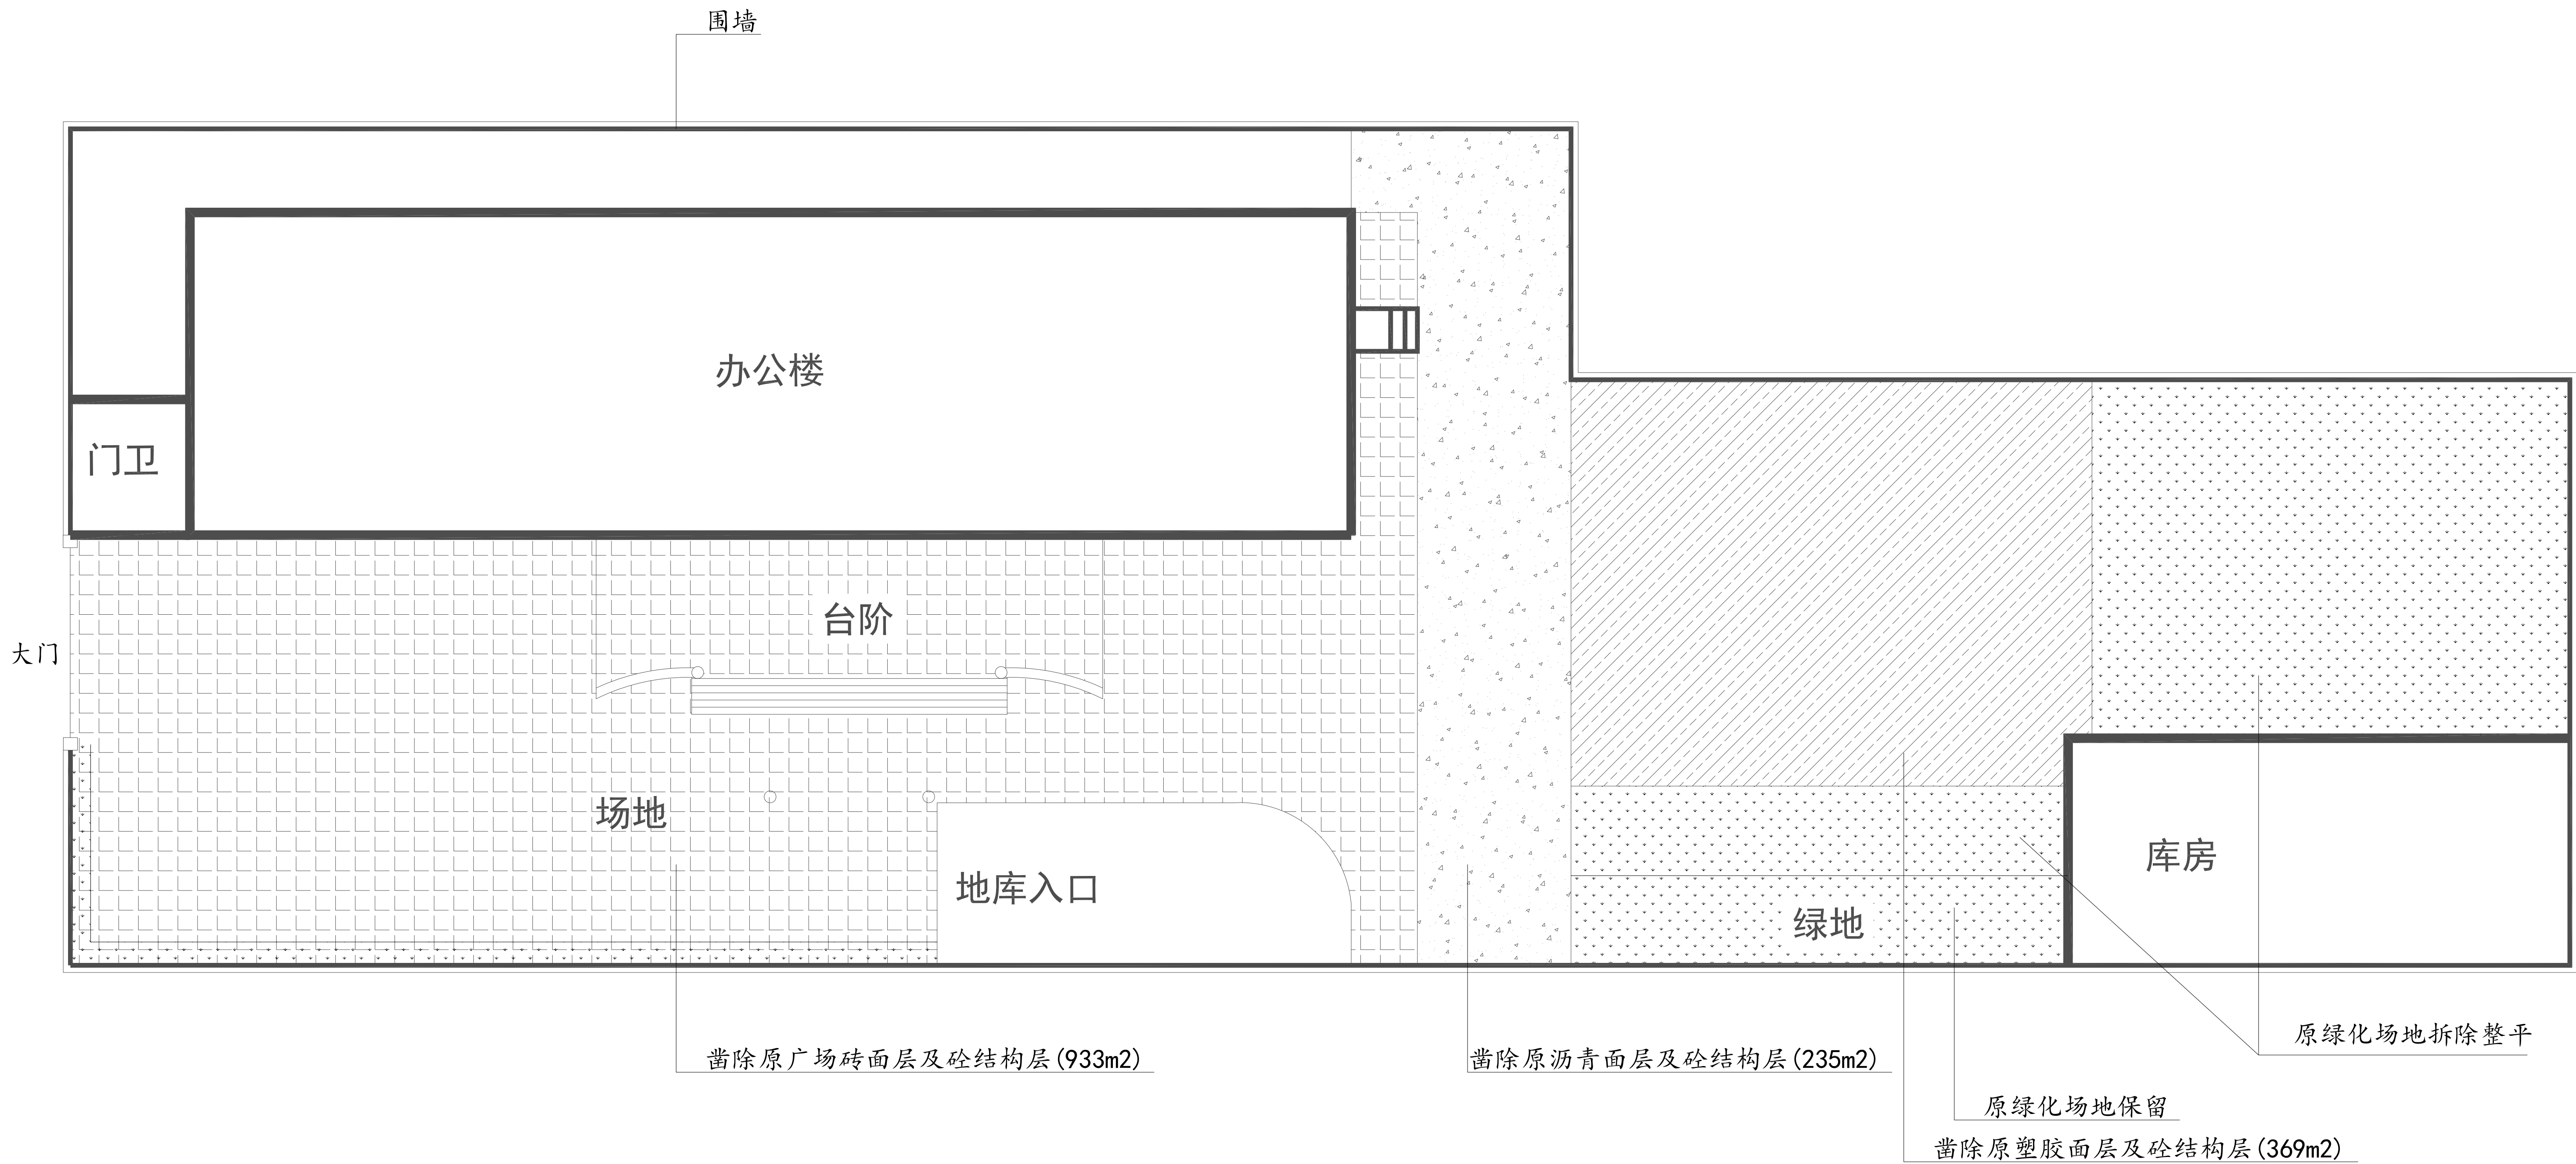 围墙
办公楼
门卫
台阶
大门
场地
库房
地库入口
绿地
原绿化场地拆除整平
凿除原广场砖面层及砼结构层(933m2)
凿除原沥青面层及砼结构层(235m2)
原绿化场地保留
凿除原塑胶面层及砼结构层(369m2)